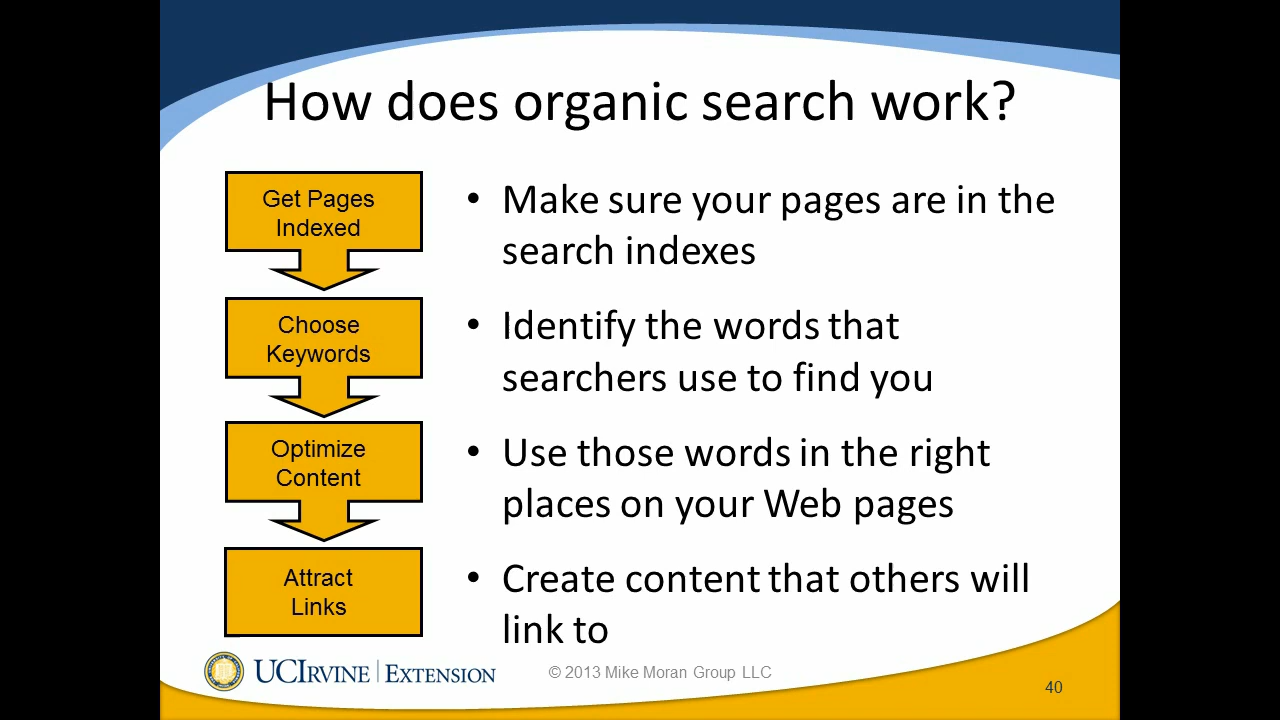 How does organic search work?
Get Pages
Indexed
• Make sure your pages are in the
search indexes
Choose
Keywords
• Identify the words that
searchers use to find you
Optimize
Content
• Use those words in the right
places on your Web pages
Attract
Links
• Create content that others will
link to
UCIRVINE | EXTENSION
© 2013 Mike Moran Group LLC
40